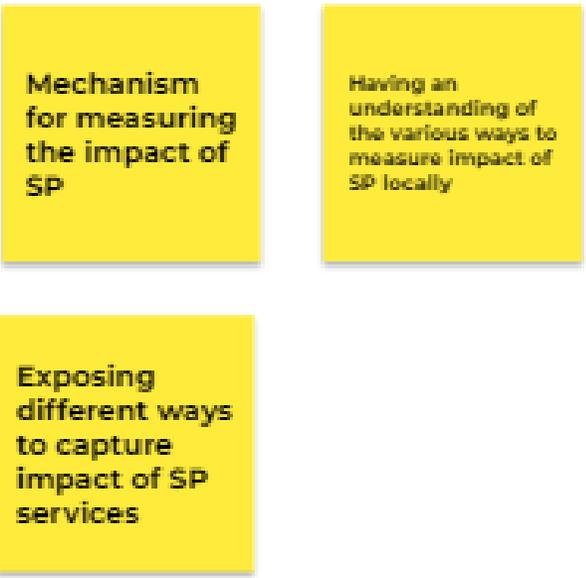 Mechanism
for measuring
the impact of
SP
Having an
understanding of
the various ways to
measure impact of
SP locally
Exposing
different ways
to capture
impact of SP
services